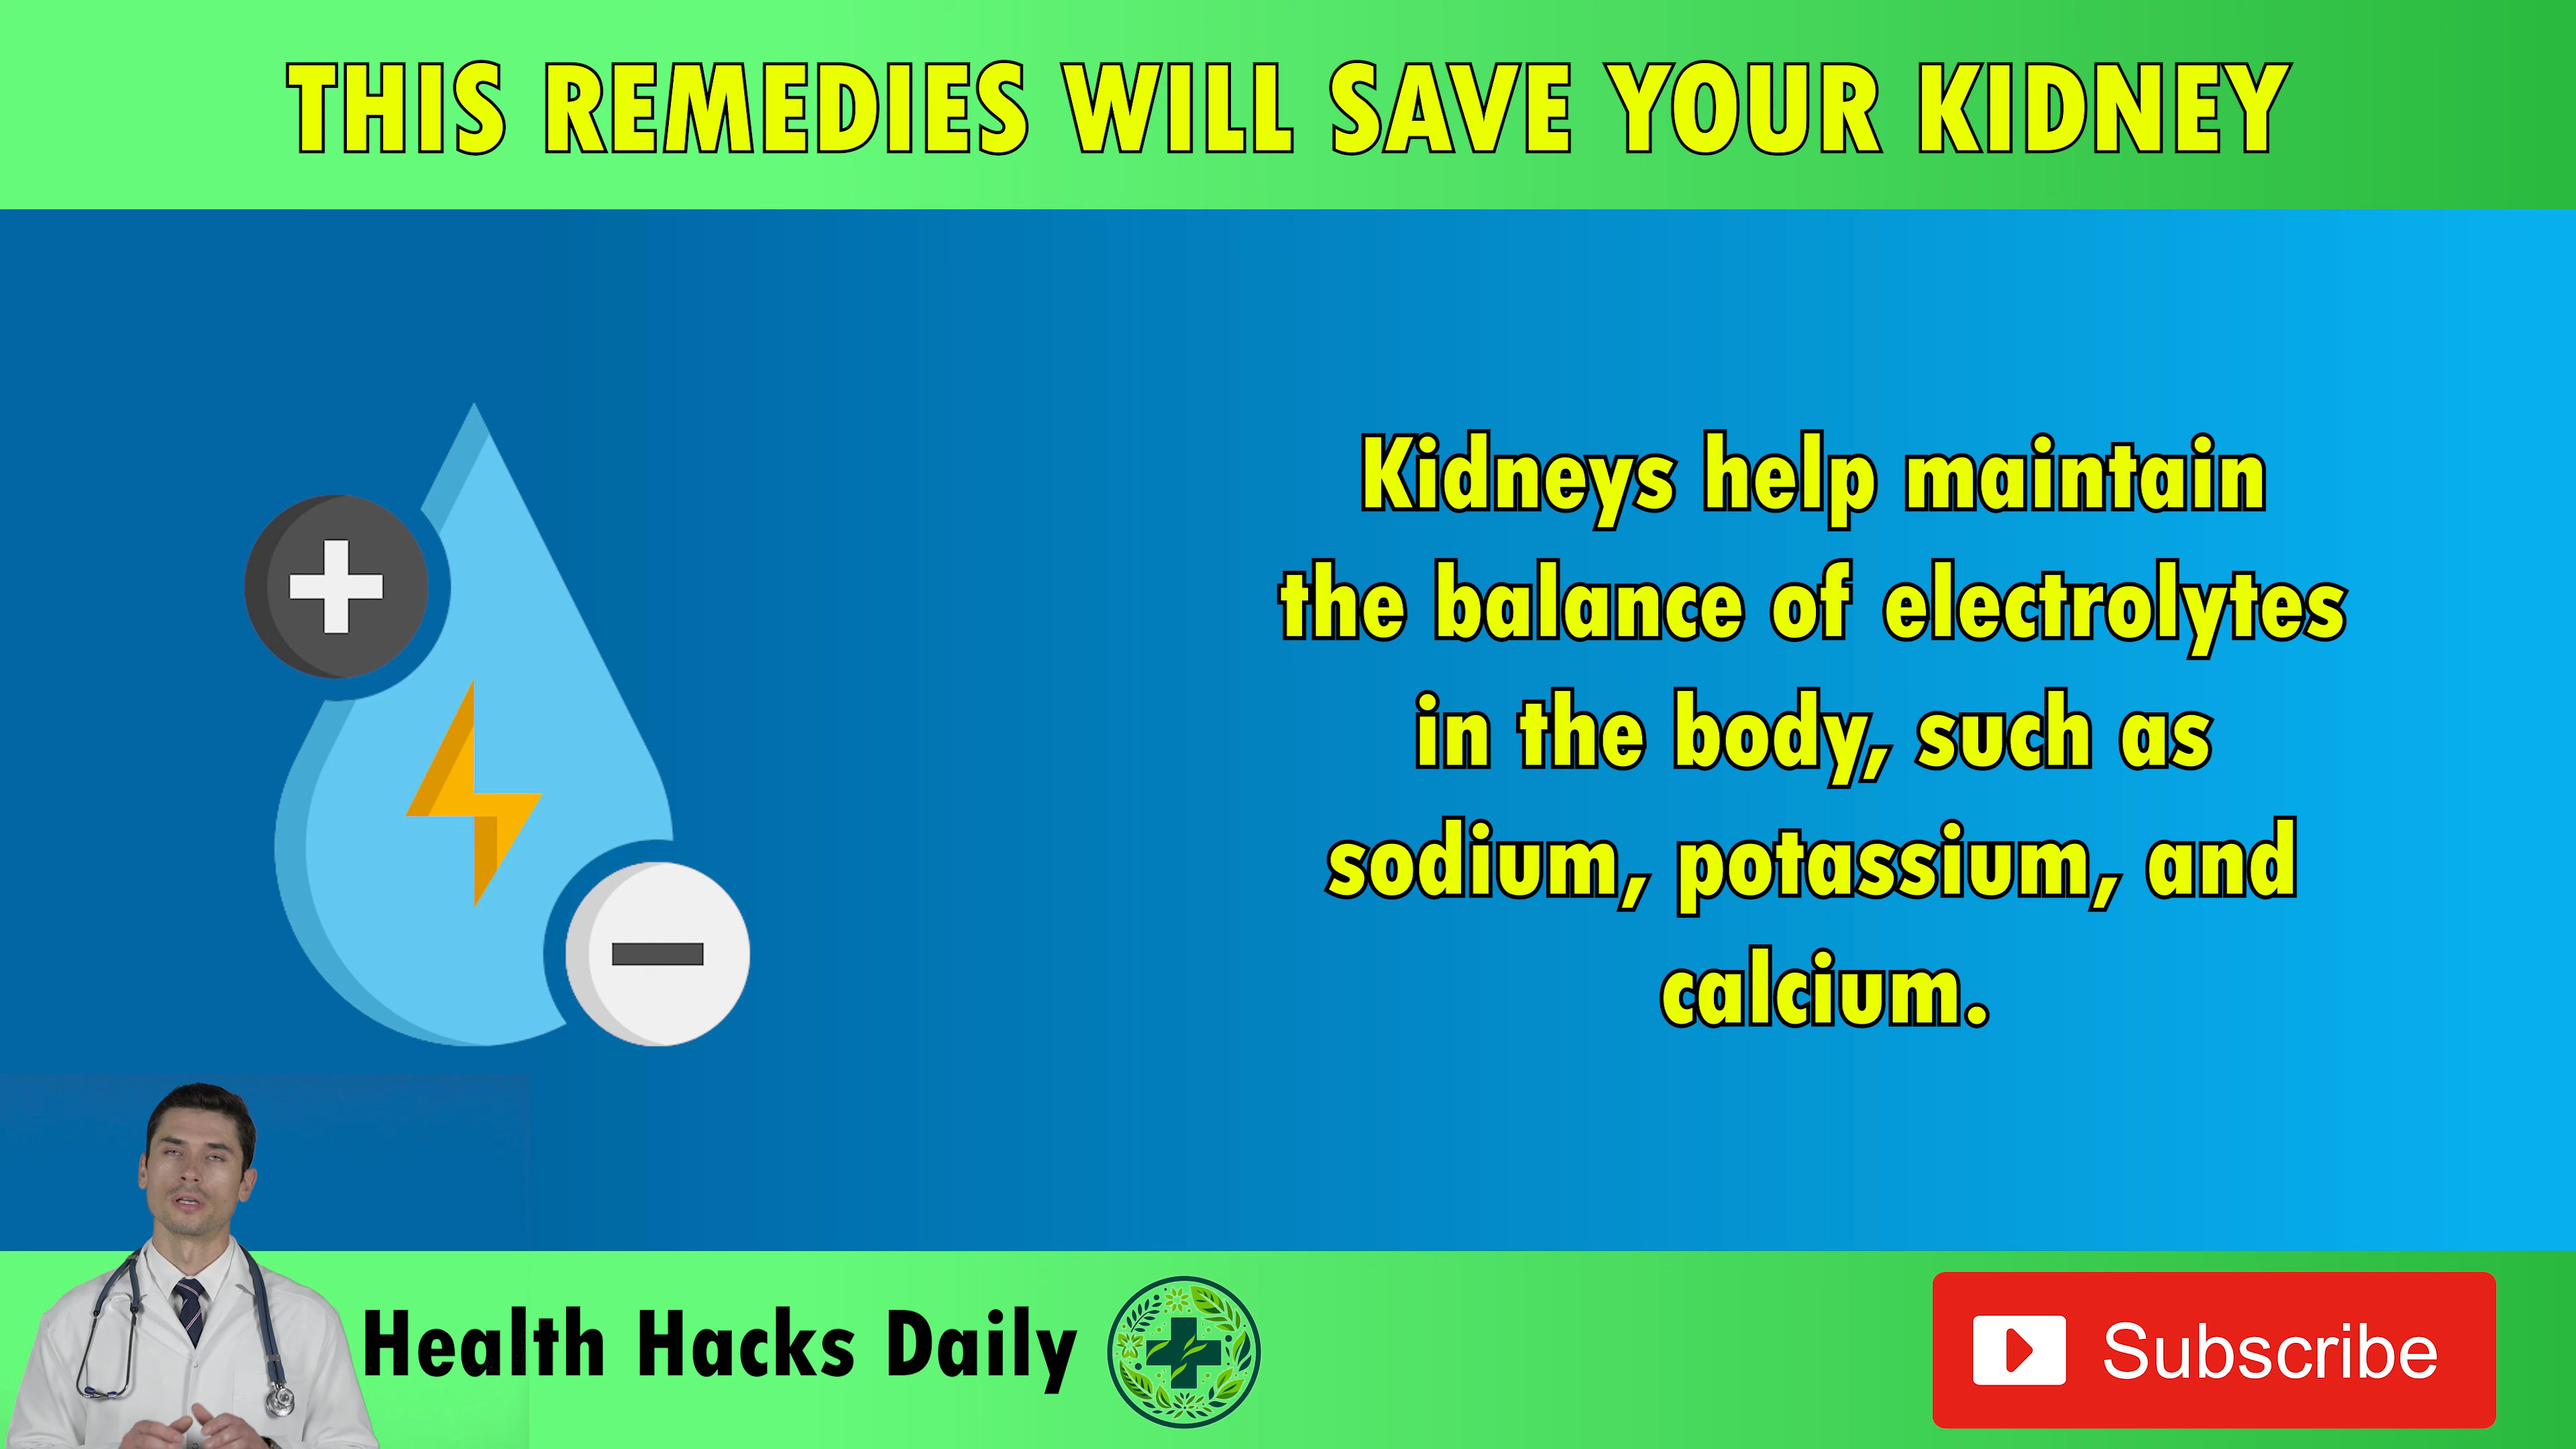 THIS REMEDIES WILL SAVE YOUR KIDNEY
Kidneys help maintain
the balance of electrolytes
in the body, such as
sodium, potassium, and
calcium.
Health Hacks Daily
Subscribe